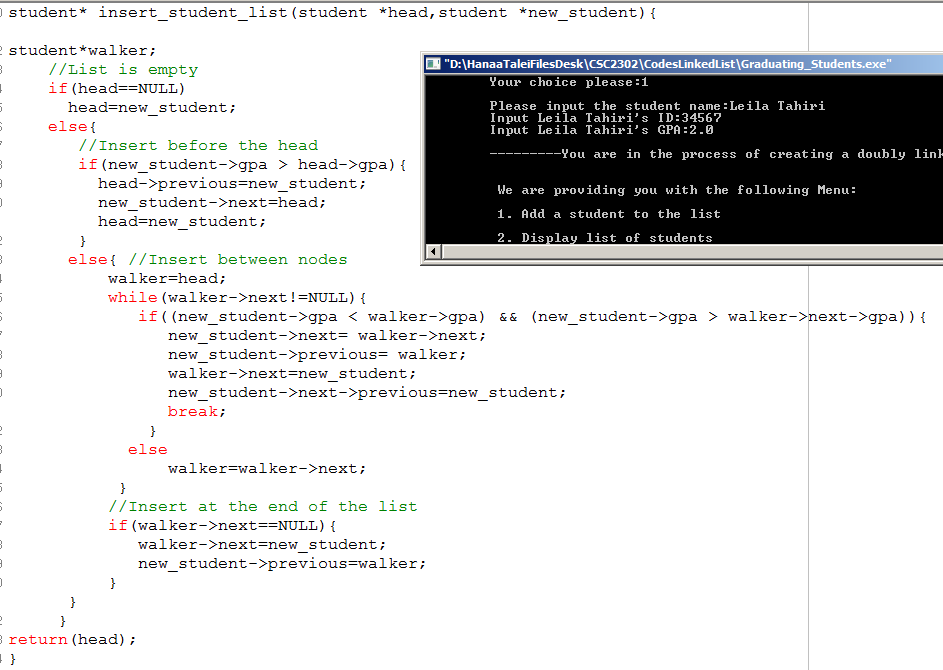 student* insert_student_list(student *head,student *new_student){
student*walker;
//List is empty
if(head==NULL)
head=new_student;
else{
//Insert before the head
if(new_student->gpa > head->gpa){
head->previous=new_student;
new_student->next=head;
head=new_student;
}
else{ //Insert between nodes
walker=head;
while(walker->next!=NULL){
if((new_student->gpa < walker->gpa) && (new_student->gpa > walker->next->gpa)){
new_student->next= walker->next;
new_student->previous= walker;
walker->next=new_student;
new_student->next->previous=new_student;
break;
}
else
walker=walker->next;
}
//Insert at the end of the list
if(walker->next==NULL){
walker->next=new_student;
new_student->previous=walker;
}
}
}
return(head);
}
"D:\HanaaTaleiFilesDesk\CSC2302\CodesLinkedList\Graduating_Students.exe"
Your choice please:1
Please input the student name:Leila Tahiri
Input Leila Tahiri's ID:34567
Input Leila Tahiri's GPA:2.0
---------You are in the process of creating a doubly link
We are providing you with the following Menu:
1. Add a student to the list
2. Display list of students